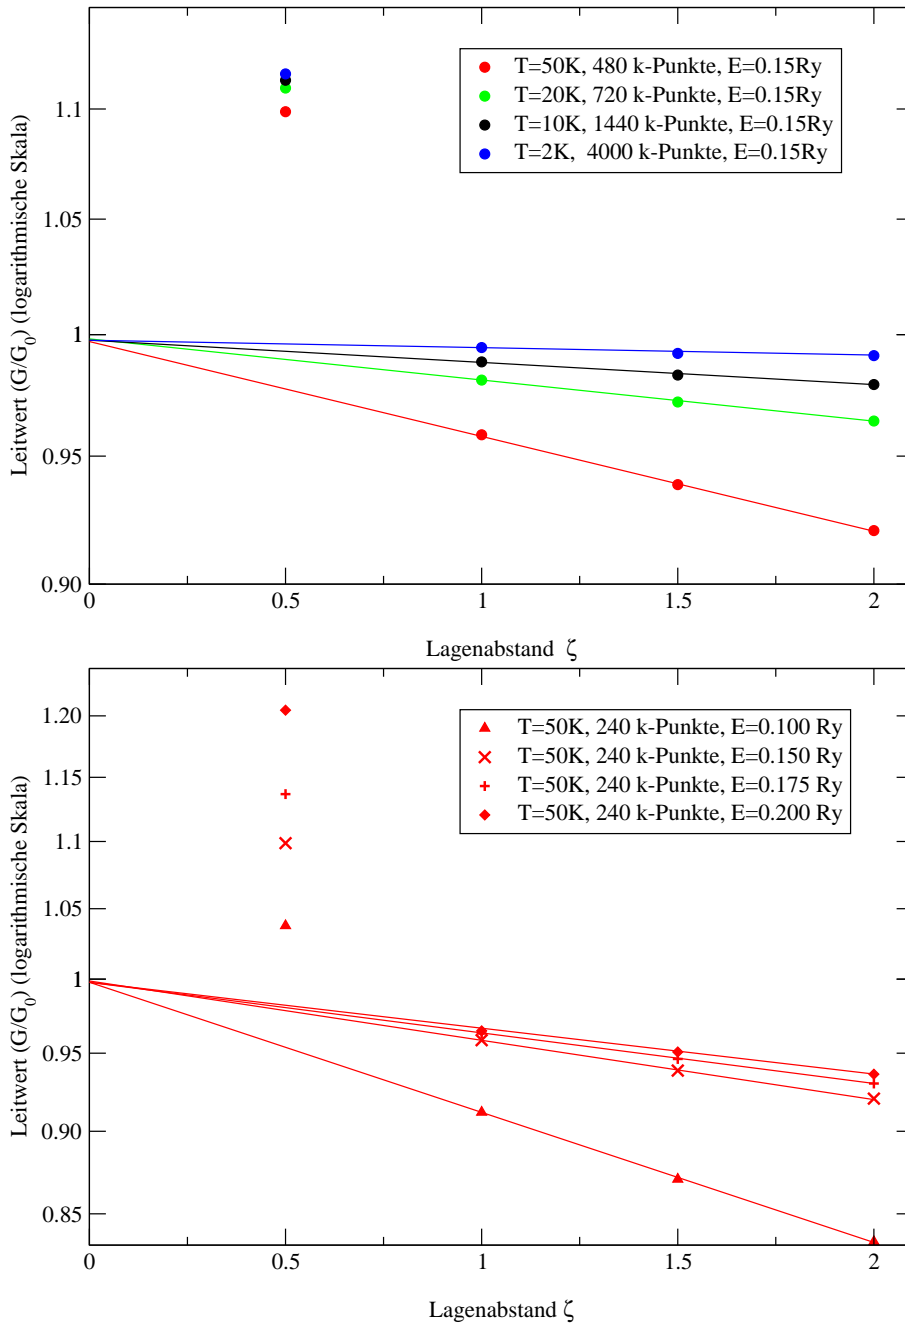 T=50K, 480 k-Punkte, E=0.15Ry
T=20K, 720 k-Punkte, E=0.15Ry
T=10K, 1440 k-Punkte, E=0.15Ry
T=2K, 4000 k-Punkte, E=0.15Ry
Leitwert (G/G0) (logarithmische Skala)
1.1
1.05
1
0.95
0.90
0 0.5 1 1.5 2
Lagenabstand ζ
T=50K, 240 k-Punkte, E=0.100 Ry
T=50K, 240 k-Punkte, E=0.150 Ry
T=50K, 240 k-Punkte, E=0.175 Ry
T=50K, 240 k-Punkte, E=0.200 Ry
Leitwert (G/G0) (logarithmische Skala)
1.20
1.15
1.1
1.05
1
0.95
0.90
0.85
0 0.5 1 1.5 2
Lagenabstand ζ